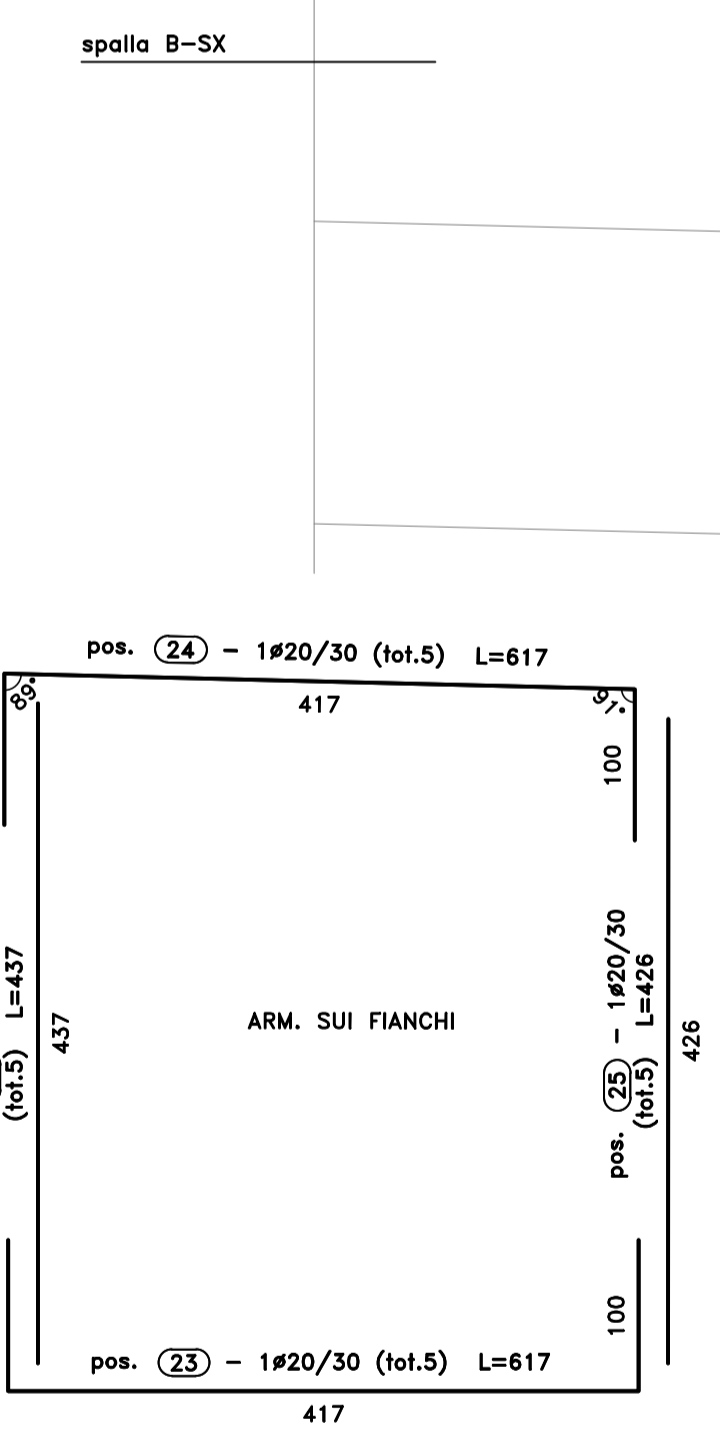 spalla B-SX
pos. 24 - 1ø20/30 (tot.5) L=617
89°
417
91°
100
(tot.5) L=437
437
ARM. SUI FIANCHI
pos. 25 - 1ø20/30
(tot.5) L=426
426
100
pos. 23 - 1ø20/30 (tot.5) L=617
417